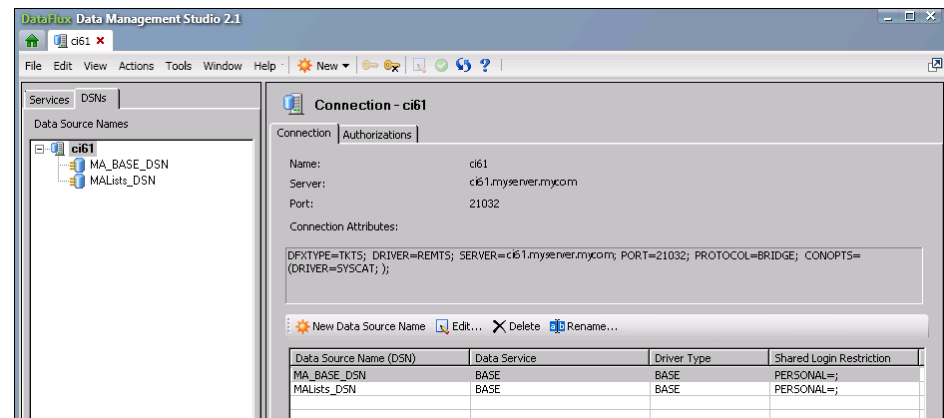 DataFlux Data Management Studio 2.1
ci61
File Edit View Actions Tools Window Help New
Services DSNs
Data Source Names
ci61
MA_BASE_DSN
MALists_DSN
Connection - ci61
Connection Authorizations
Name: ci61
Server: ci61.myserver.mycom
Port: 21032
Connection Attributes:
DFXTYPE=TKTS; DRIVER=REMTS; SERVER=ci61.myserver.mycom; PORT=21032; PROTOCOL=BRIDGE; CONOPTS=
(DRIVER=SYSCAT; );
New Data Source Name Edit... Delete Rename...
Data Source Name (DSN) Data Service Driver Type Shared Login Restriction
MA_BASE_DSN BASE BASE PERSONAL=;
MALists_DSN BASE BASE PERSONAL=;